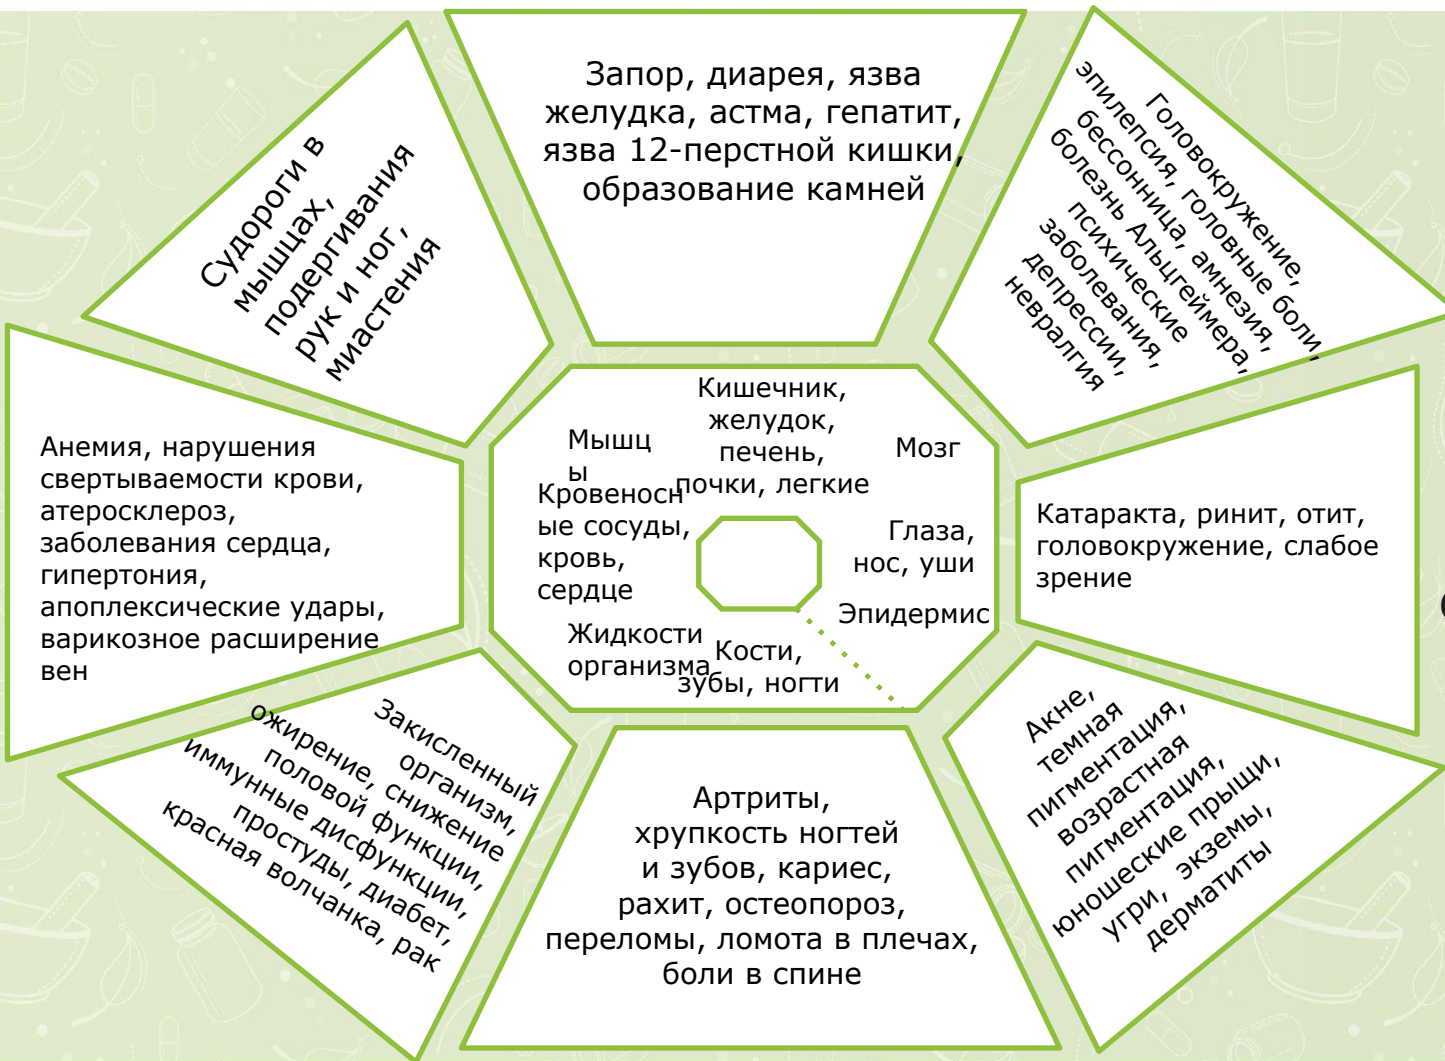 Запор, диарея, язва
желудка, астма, гепатит,
язва 12-перстной кишки,
образование камней
Головокружение,
эпилепсия, головные боли,
бессонница, амнезия,
болезнь Альцгеймера,
психические
заболевания,
депрессии,
невралгия
Судороги в
мышцах,
подергивания
рук и ног,
миастения
Кишечник,
желудок,
печень,
почки, легкие
Мышц
ы
Мозг
Кровеносн
ые сосуды,
кровь,
сердце
Глаза,
нос, уши
Эпидермис
Жидкости
организма
Кости,
зубы, ногти
Анемия, нарушения
свертываемости крови,
атеросклероз,
заболевания сердца,
гипертония,
апоплексические удары,
варикозное расширение
вен
Катаракта, ринит, отит,
головокружение, слабое
зрение
Закисленный
организм,
ожирение, снижение
половой функции,
иммунные дисфункции,
простуды, диабет,
красная волчанка, рак
Артриты,
хрупкость ногтей
и зубов, кариес,
рахит, остеопороз,
переломы, ломота в плечах,
боли в спине
Акне,
темная
пигментация,
возрастная
пигментация,
юношеские прыщи,
угри, экземы,
дерматиты